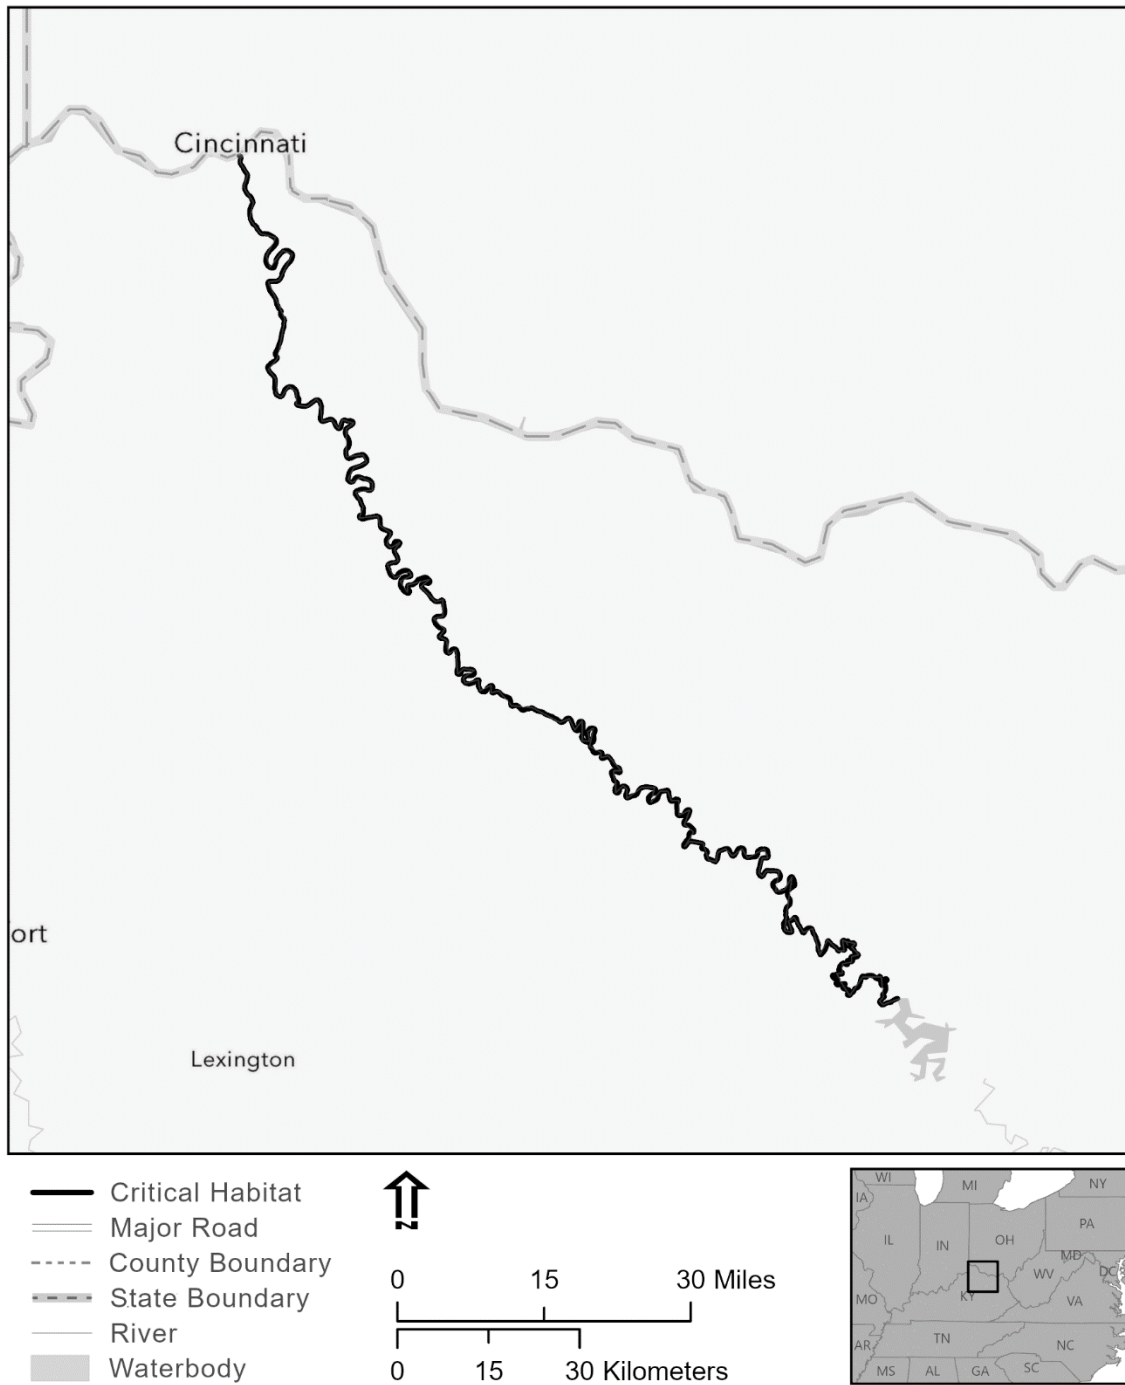 Cincinnati
ort
Lexington
Critical Habitat
Major Road
County Boundary
State Boundary
River
Waterbody
N
0 15 30 Miles
0 15 30 Kilometers
WI
MI
NY
IA
PA
IL
IN
OH
MD
DC
WV
MO
KY
VA
AR
TN
NC
MS
AL
GA
SC